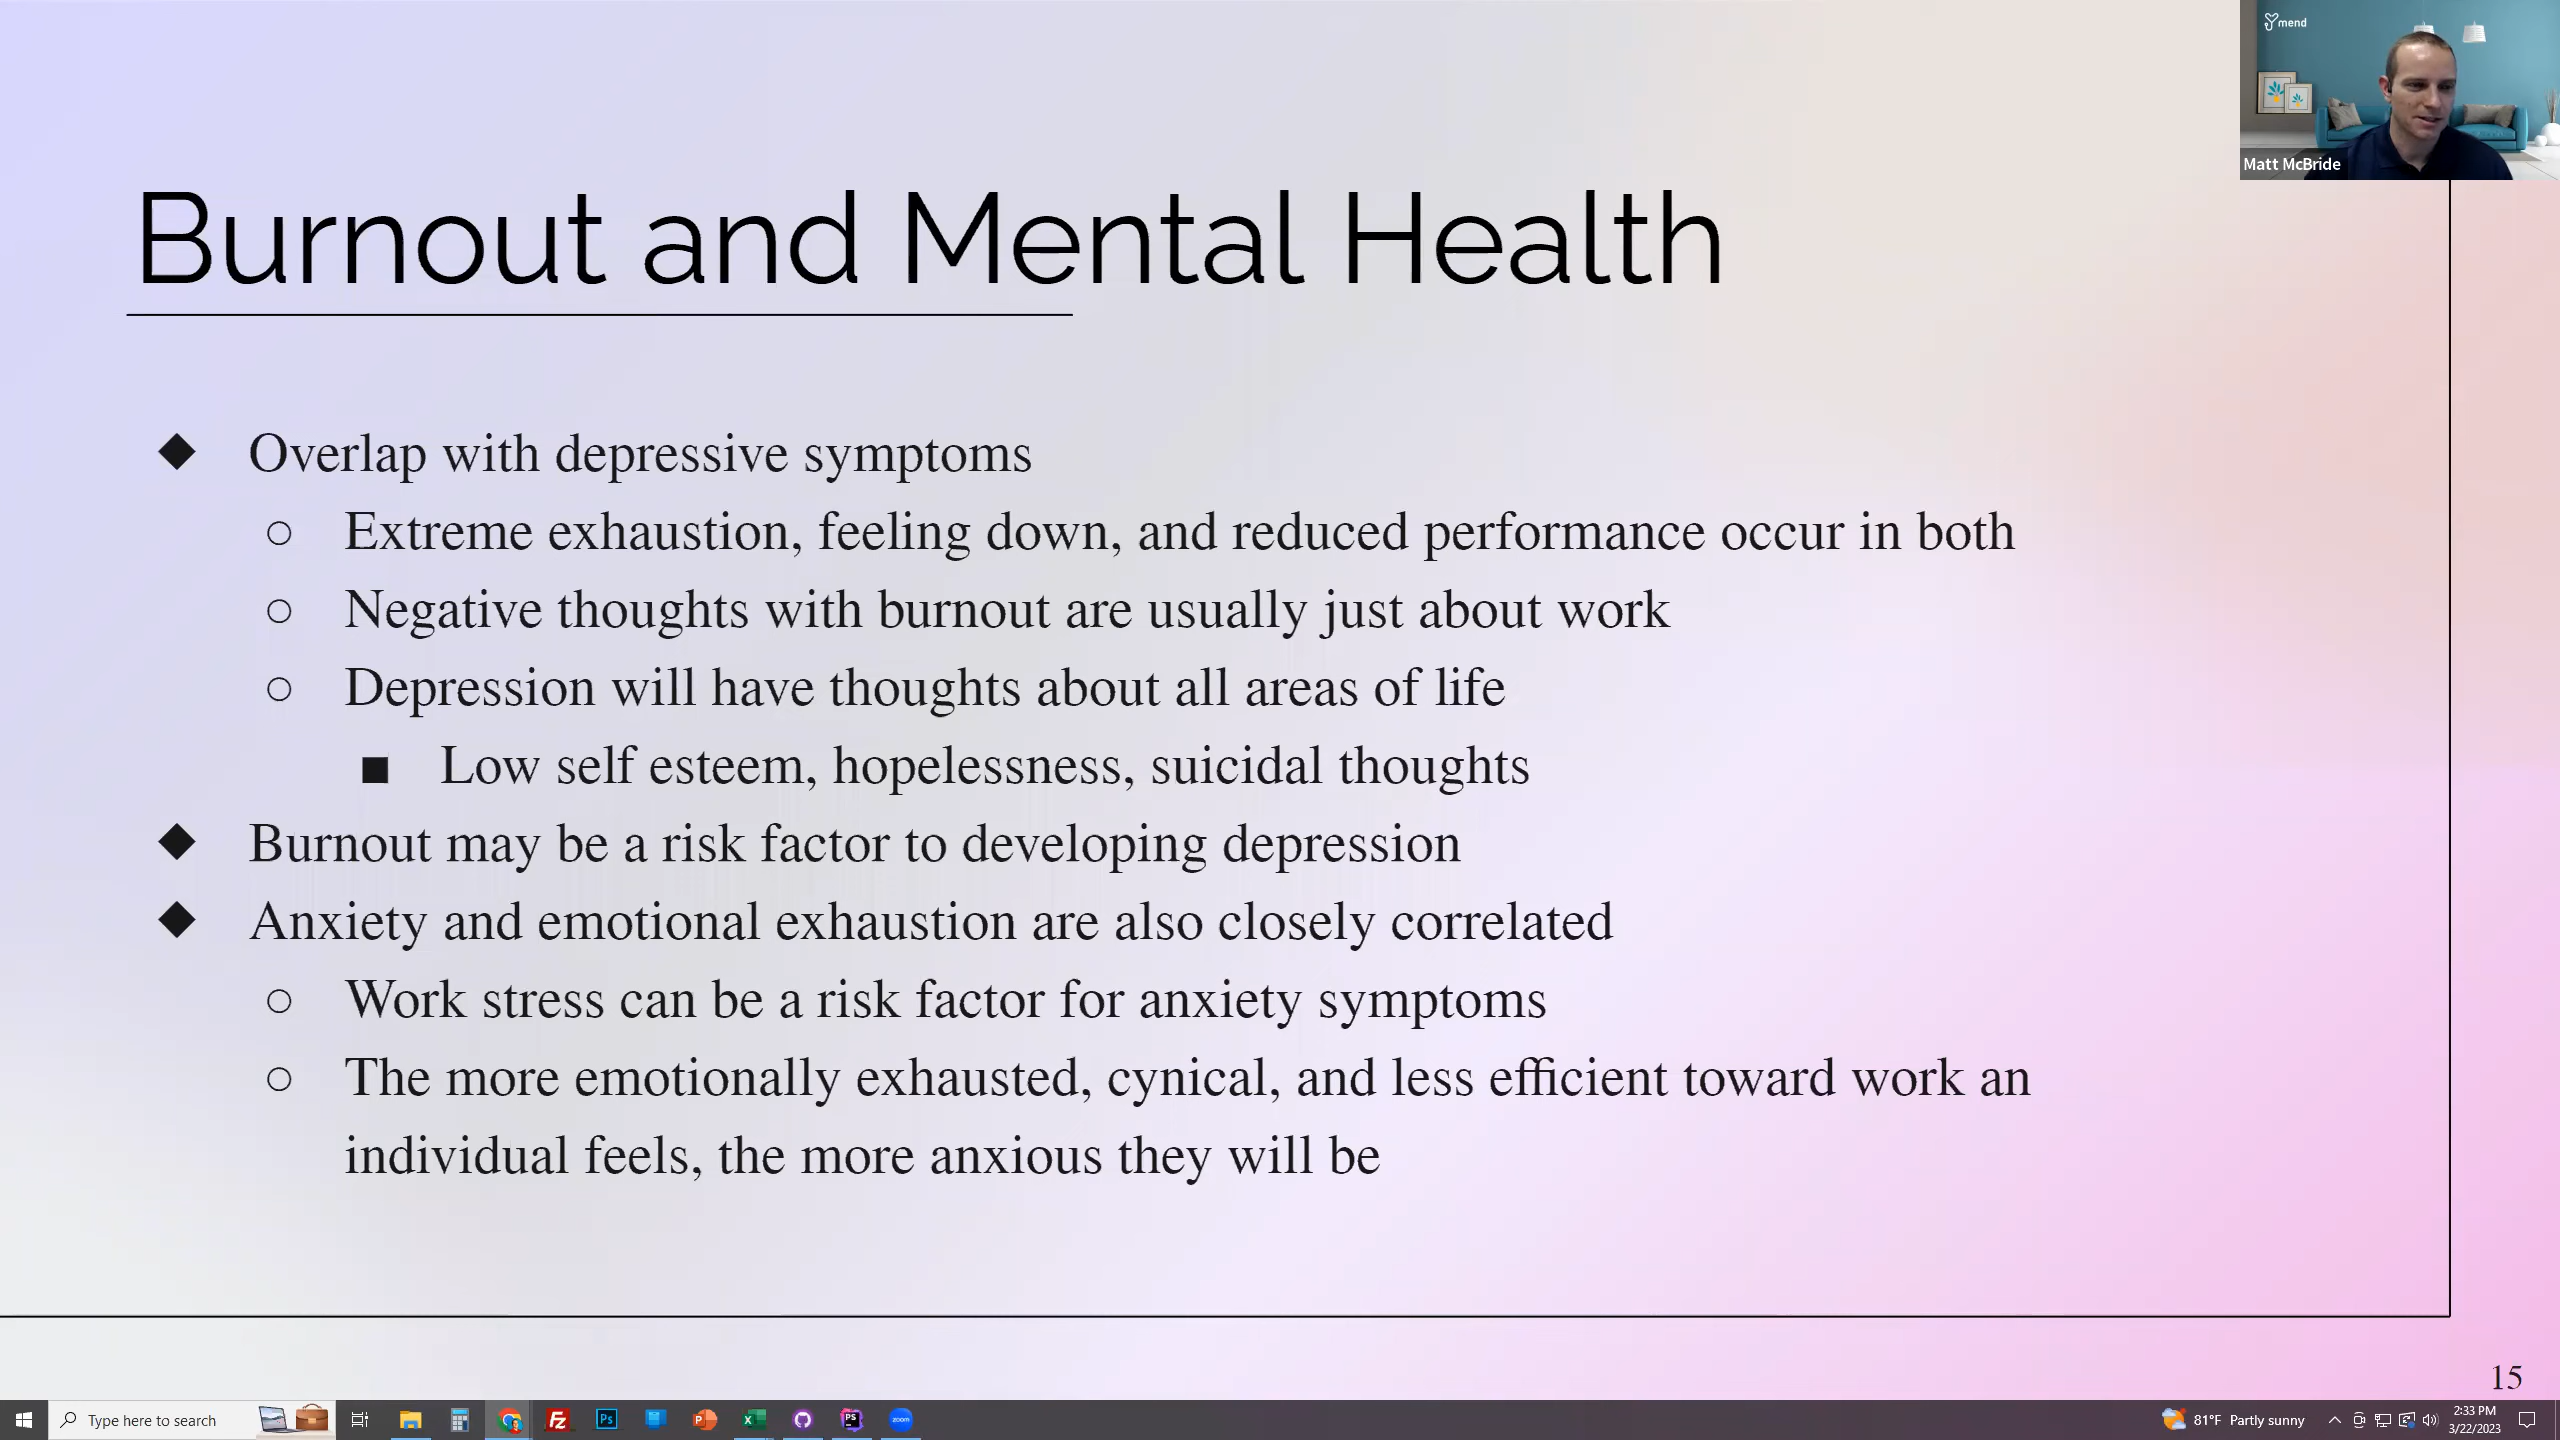 mend
Matt McBride
Burnout and Mental Health
◆ Overlap with depressive symptoms
○ Extreme exhaustion, feeling down, and reduced performance occur in both
○ Negative thoughts with burnout are usually just about work
○ Depression will have thoughts about all areas of life
■ Low self esteem, hopelessness, suicidal thoughts
◆ Burnout may be a risk factor to developing depression
◆ Anxiety and emotional exhaustion are also closely correlated
○ Work stress can be a risk factor for anxiety symptoms
○ The more emotionally exhausted, cynical, and less efficient toward work an
individual feels, the more anxious they will be
15
Type here to search
Fz
Ps
P
X
PS
zoom
81°F Partly sunny
2:33 PM
3/22/2023